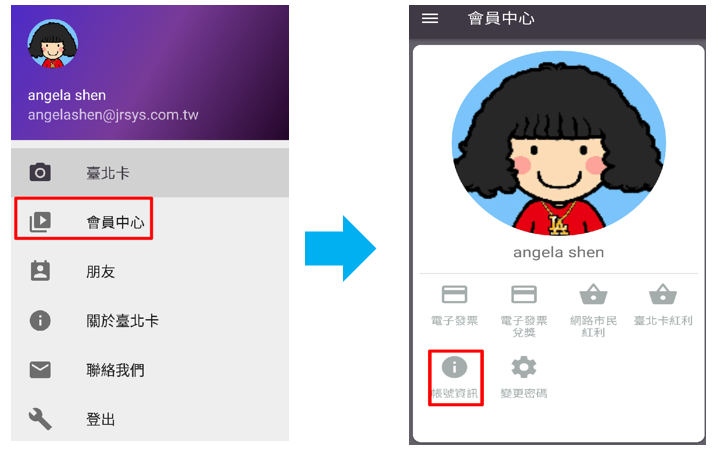 angela shen
angelashen@jrsys.com.tw
臺北卡
會員中心
朋友
關於臺北卡
聯絡我們
登出
會員中心
LA
angela shen
電子發票
電子發票
兌獎
網路市民
紅利
臺北卡紅利
帳號資訊
變更密碼